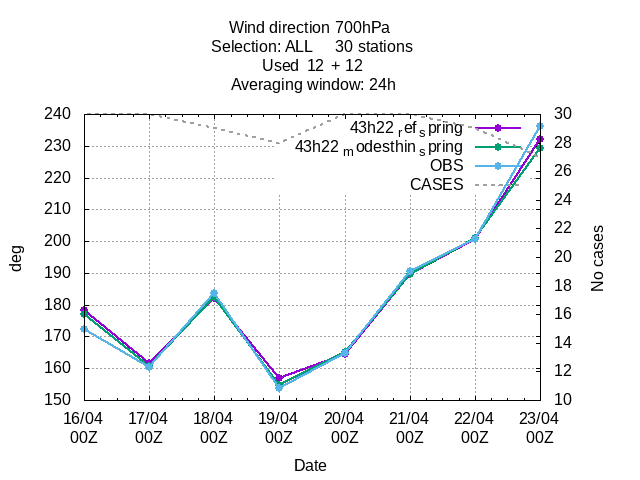 Wind direction 700hPa
Selection: ALL 30 stations
Used 12 + 12
Averaging window: 24h
240 230 220 210 200 190 180 170 160 150
deg
43h22 ref spring
43h22 modesthin spring
OBS
CASES
30 28 26 24 22 20 18 16 14 12 10
No cases
16/04 17/04 18/04 19/04 20/04 21/04 22/04 23/04
00Z 00Z 00Z 00Z 00Z 00Z 00Z 00Z
Date